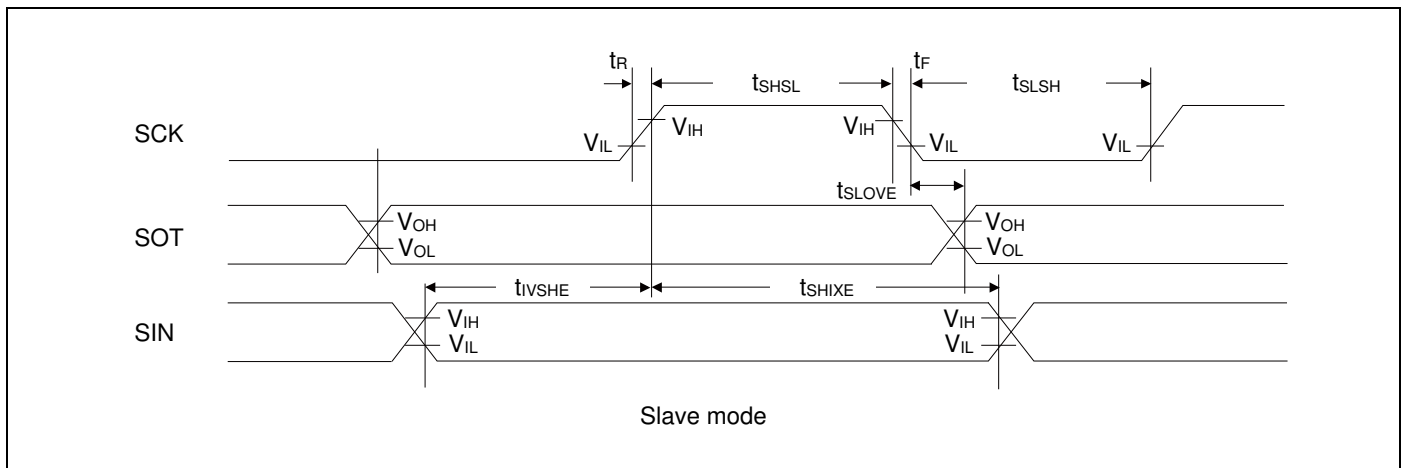 tR tF
tSHSL tSLSH
SCK VIL VIH VIH VIL VIL
tSLOVE
SOT VOH VOL VOH VOL
tIVSHE tSHIXE
SIN VIH VIL VIH VIL
Slave mode